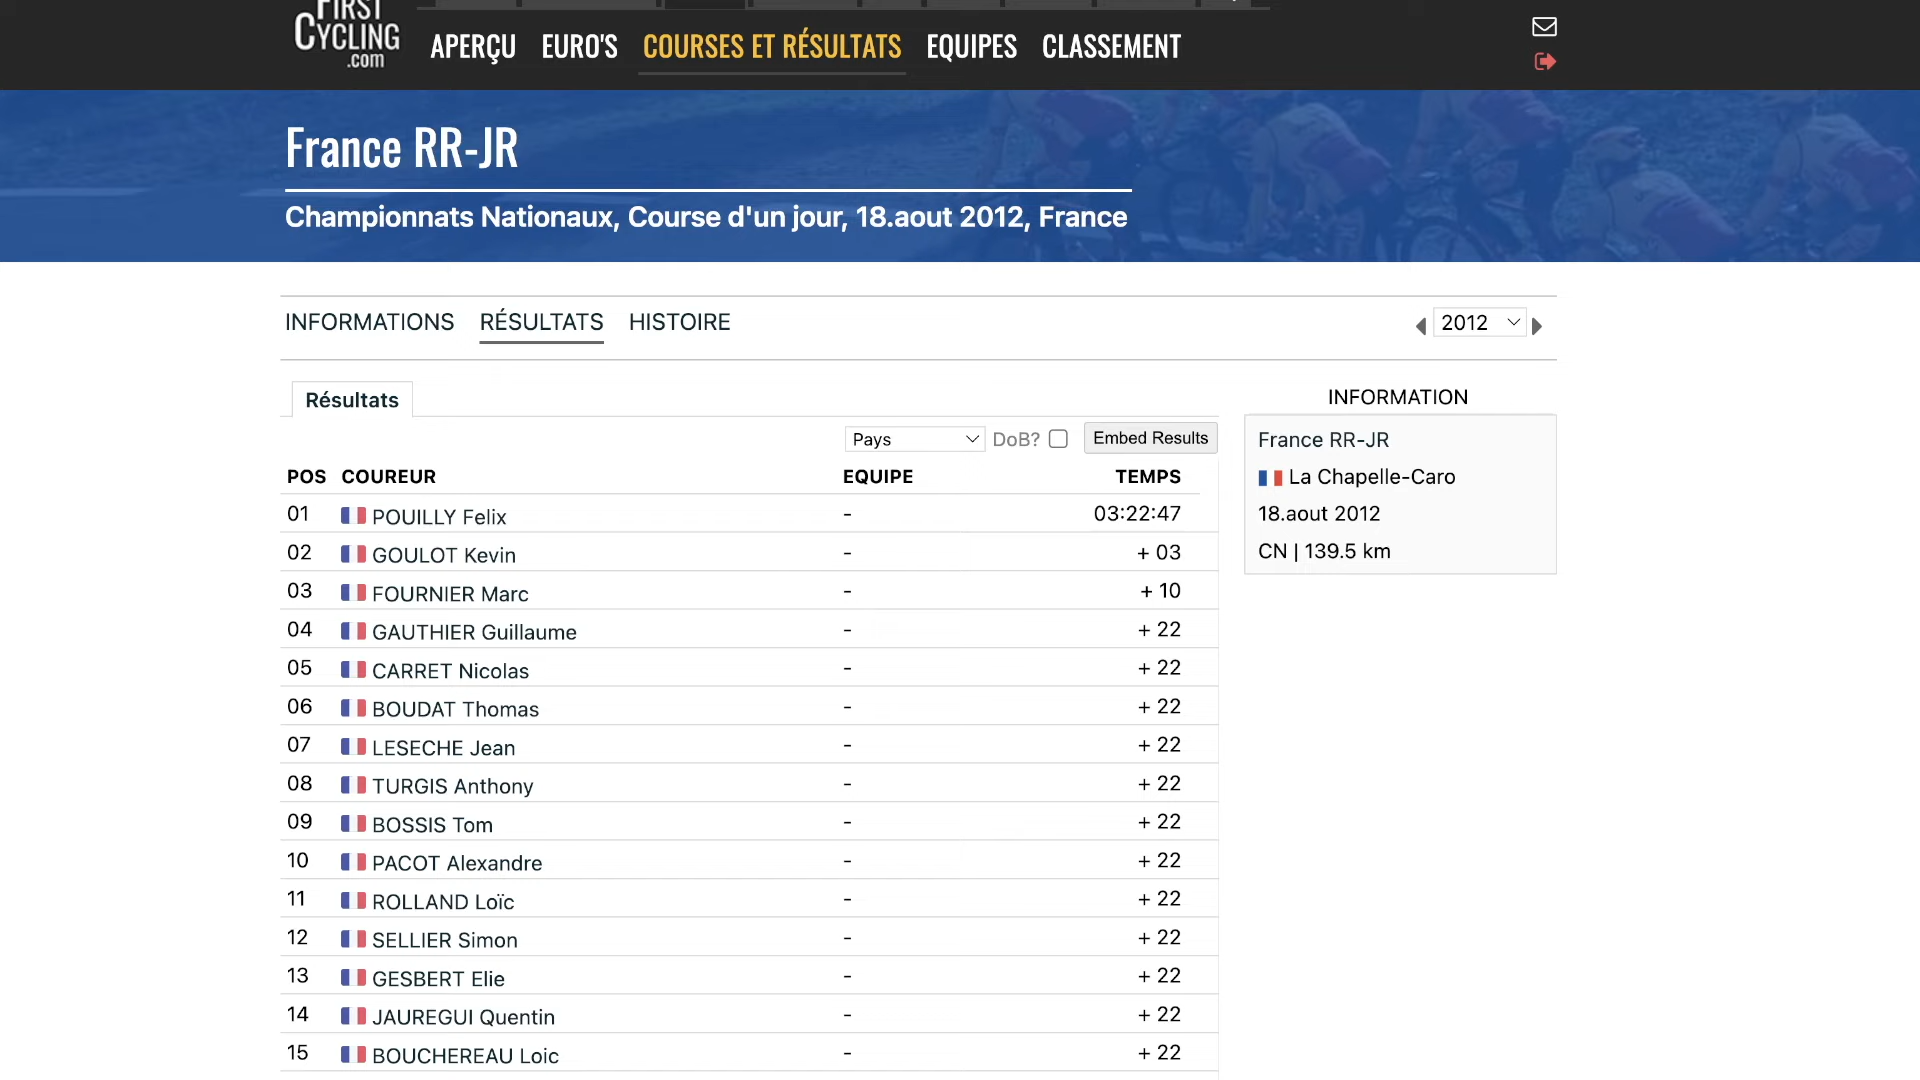 FIRST
CYCLING
.com
APERÇU EURO'S COURSES ET RÉSULTATS EQUIPES CLASSEMENT
France RR-JR
Championnats Nationaux, Course d'un jour, 18.aout 2012, France
INFORMATIONS RÉSULTATS HISTOIRE 2012
Résultats
Pays DoB? Embed Results
POS COUREUR EQUIPE TEMPS
01 POUILLY Felix - 03:22:47
02 GOULOT Kevin - + 03
03 FOURNIER Marc - + 10
04 GAUTHIER Guillaume - + 22
05 CARRET Nicolas - + 22
06 BOUDAT Thomas - + 22
07 LESECHE Jean - + 22
08 TURGIS Anthony - + 22
09 BOSSIS Tom - + 22
10 PACOT Alexandre - + 22
11 ROLLAND Loïc - + 22
12 SELLIER Simon - + 22
13 GESBERT Elie - + 22
14 JAUREGUI Quentin - + 22
15 BOUCHEREAU Loic - + 22
INFORMATION
France RR-JR
La Chapelle-Caro
18.aout 2012
CN | 139.5 km